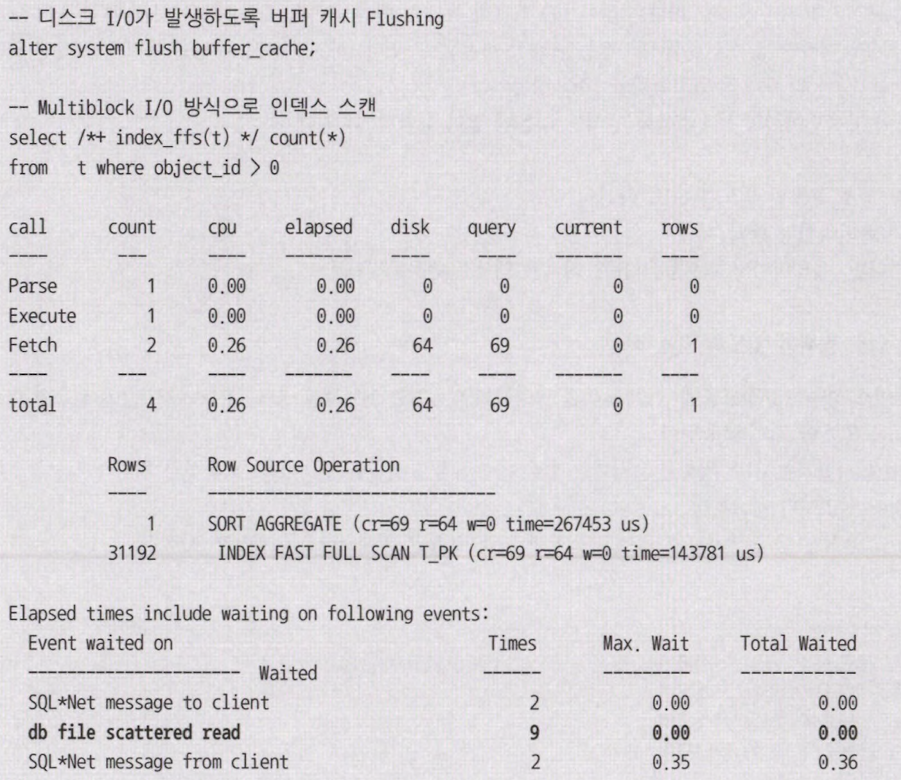 -- 디스크 I/O가 발생하도록 버퍼 캐시 Flushing
alter system flush buffer_cache;
-- Multiblock I/O 방식으로 인덱스 스캔
select /*+ index_ffs(t) */ count(*)
from   t where object_id > 0
call count cpu elapsed disk query current rows
---- --- ---- ------- ---- ---- ------- ----
Parse 1 0.00 0.00 0 0 0 0
Execute 1 0.00 0.00 0 0 0 0
Fetch 2 0.26 0.26 64 69 0 1
---- --- ---- ------- ---- ---- ------- ----
total 4 0.26 0.26 64 69 0 1
Rows Row Source Operation
---- ------------------------------
1 SORT AGGREGATE (cr=69 r=64 w=0 time=267453 us)
31192 INDEX FAST FULL SCAN T_PK (cr=69 r=64 w=0 time=143781 us)
Elapsed times include waiting on following events:
Event waited on Times Max. Wait Total Waited
---------------------- Waited ------ --------- ------------
SQL*Net message to client 2 0.00 0.00
db file scattered read 9 0.00 0.00
SQL*Net message from client 2 0.35 0.36